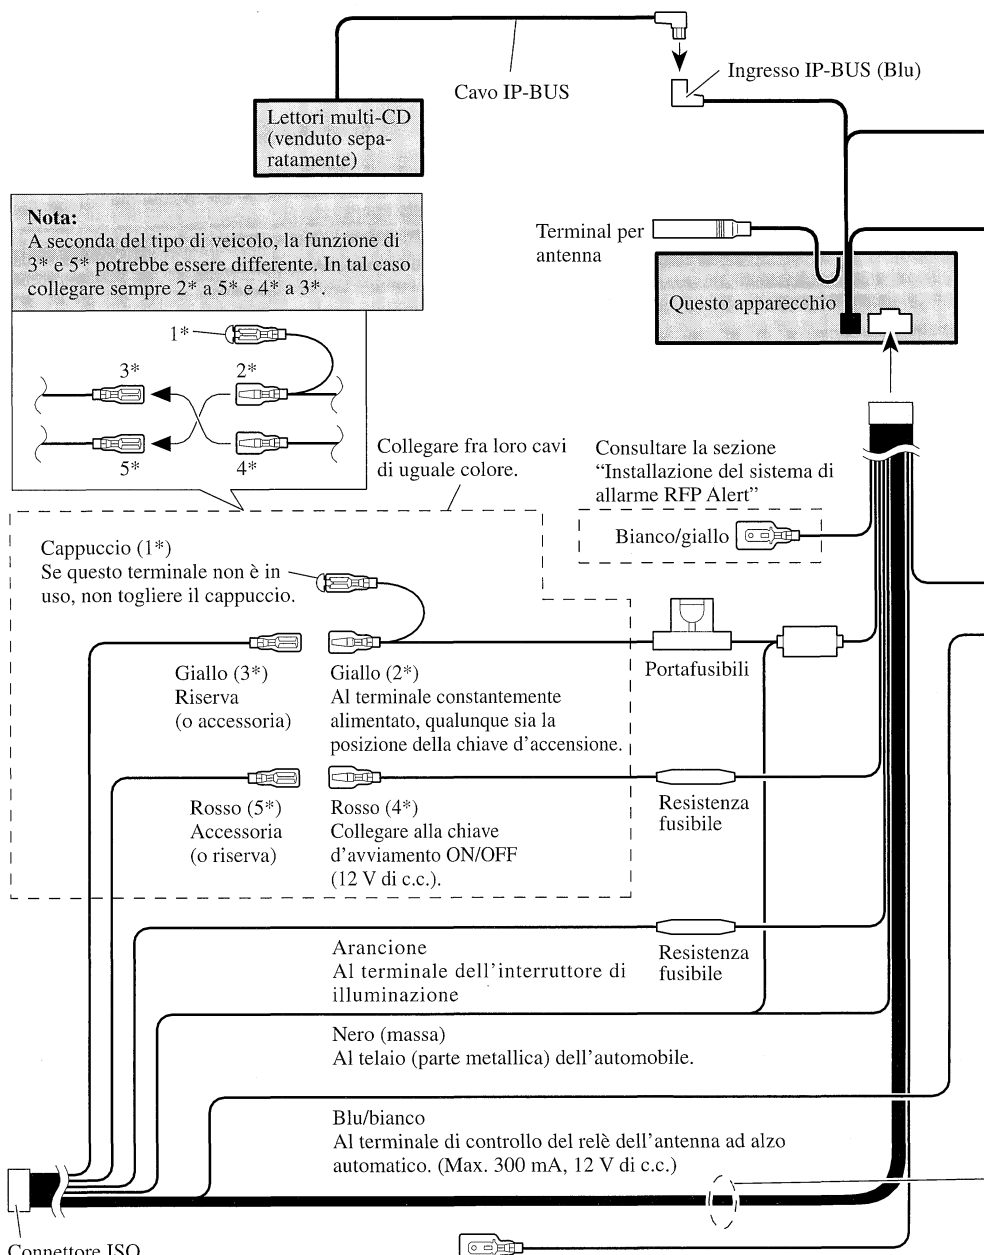 Cavo IP-BUS
Ingresso IP-BUS (Blu)
Lettori multi-CD
(venduto sepa-
ratamente)
Nota:
A seconda del tipo di veicolo, la funzione di
3* e 5* potrebbe essere differente. In tal caso
collegare sempre 2* a 5* e 4* a 3*.
Terminal per
antenna
Questo apparecchio
1*
3*
2*
5*
4*
Collegare fra loro cavi
di uguale colore.
Consultare la sezione
“Installazione del sistema di
allarme RFP Alert”
Bianco/giallo
Cappuccio (1*)
Se questo terminale non è in
uso, non togliere il cappuccio.
Giallo (3*)
Riserva
(o accessoria)
Giallo (2*)
Al terminale constantemente
alimentato, qualunque sia la
posizione della chiave d’accensione.
Portafusibili
Rosso (5*)
Accessoria
(o riserva)
Rosso (4*)
Collegare alla chiave
d’avviamento ON/OFF
(12 V di c.c.).
Resistenza
fusibile
Arancione
Al terminale dell’interruttore di
illuminazione
Resistenza
fusibile
Nero (massa)
Al telaio (parte metallica) dell’automobile.
Blu/bianco
Al terminale di controllo del relè dell’antenna ad alzo
automatico. (Max. 300 mA, 12 V di c.c.)
Connettore ISO